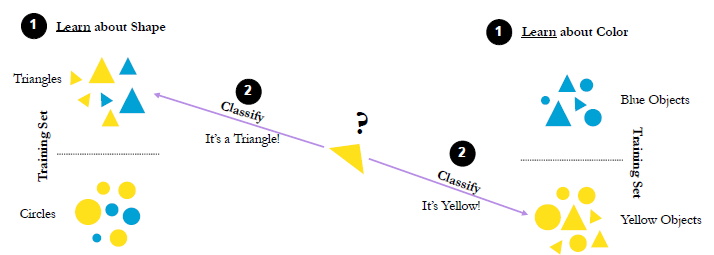 1 Learn about Shape
1 Learn about Color
Triangles
2
Classify
It's a Triangle!
?
Training Set
Circles
2
Classify
It's Yellow!
Blue Objects
Training Set
Yellow Objects